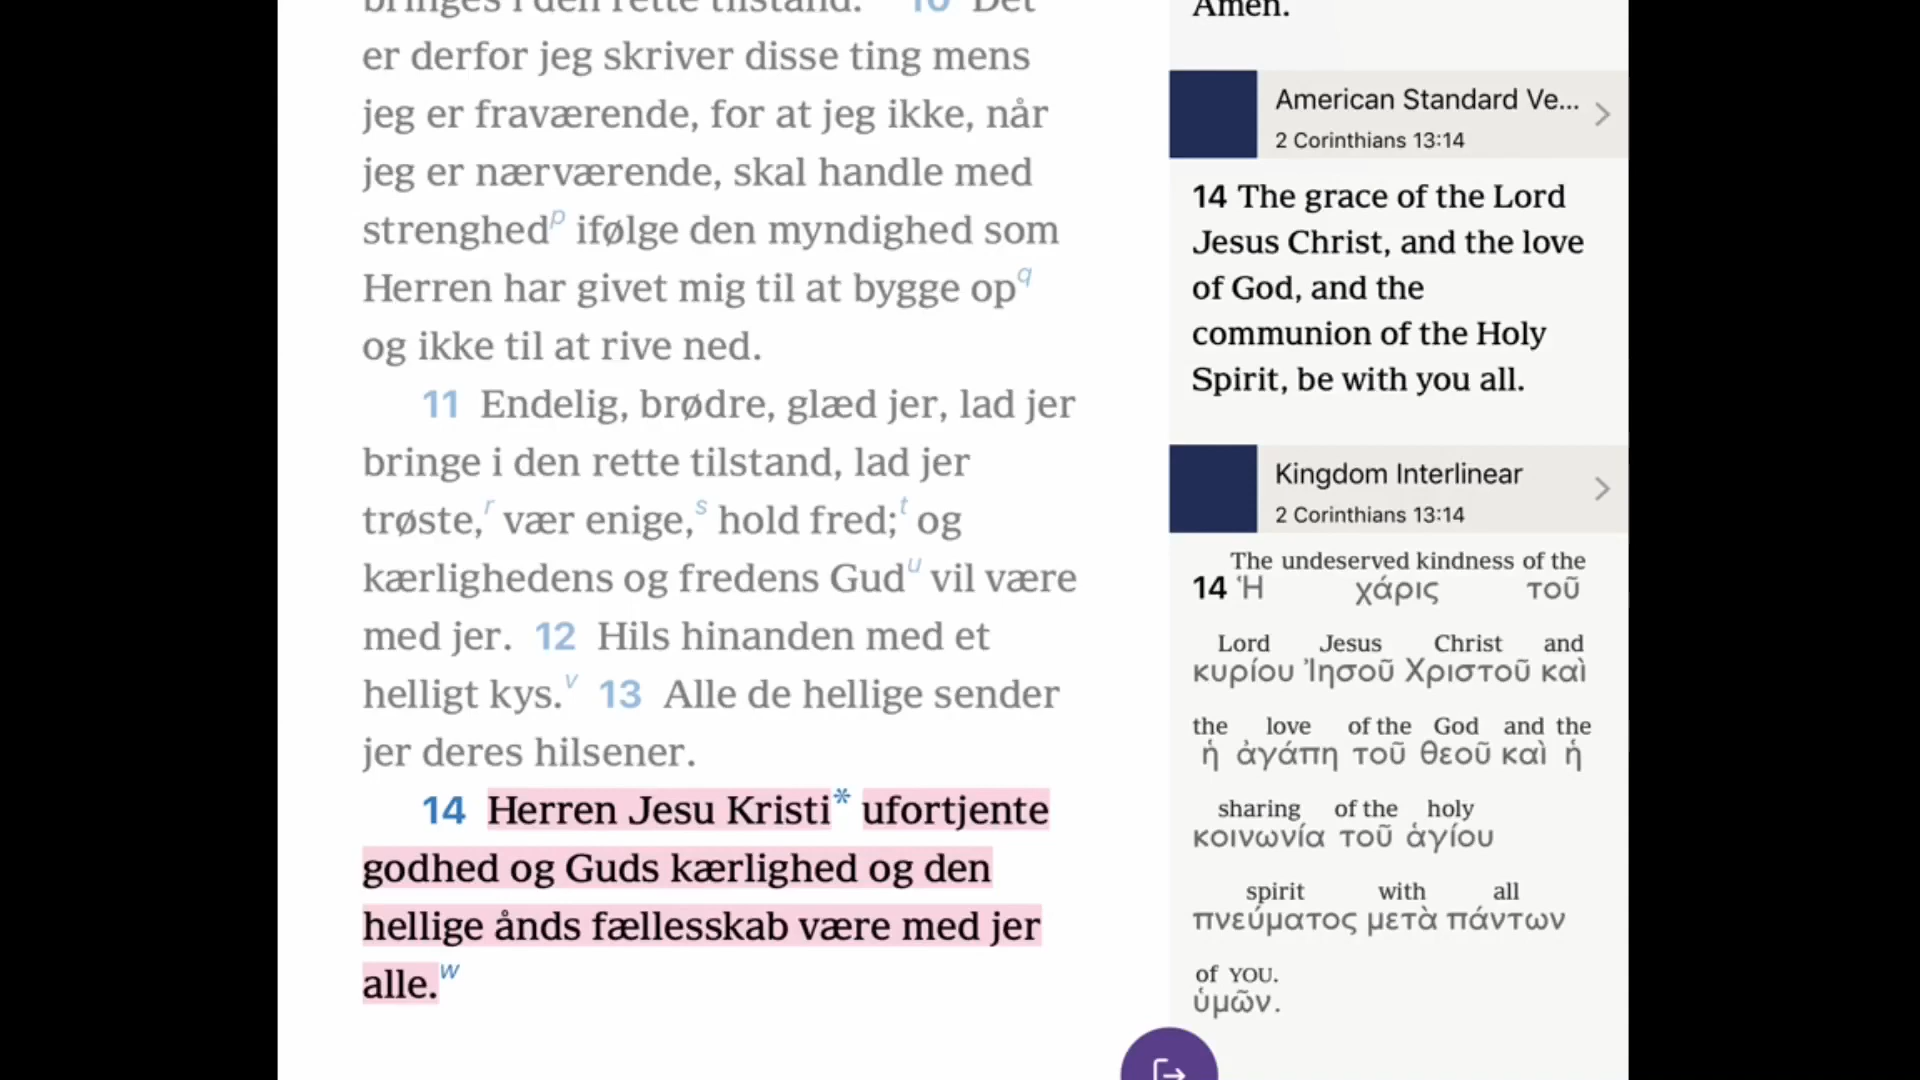 bringes i den rette tilstand. 10 Det
er derfor jeg skriver disse ting mens
jeg er fraværende, for at jeg ikke, når
jeg er nærværende, skal handle med
strenghedᵖ ifølge den myndighed som
Herren har givet mig til at bygge op𐞥
og ikke til at rive ned.
11 Endelig, brødre, glæd jer, lad jer
bringe i den rette tilstand, lad jer
trøste,ʳ vær enige,ˢ hold fred;ᵗ og
kærlighedens og fredens Gudᵘ vil være
med jer. 12 Hils hinanden med et
helligt kys.ᵛ 13 Alle de hellige sender
jer deres hilsener.
14 Herren Jesu Kristi* ufortjente
godhed og Guds kærlighed og den
hellige ånds fællesskab være med jer
alle.ʷ
Amen.
American Standard Ve...
2 Corinthians 13:14
14 The grace of the Lord
Jesus Christ, and the love
of God, and the
communion of the Holy
Spirit, be with you all.
Kingdom Interlinear
2 Corinthians 13:14
The undeserved kindness of the
14 Ἡ χάρις τοῦ
Lord Jesus Christ and
κυρίου Ἰησοῦ Χριστοῦ καὶ
the love of the God and the
ἡ ἀγάπη τοῦ θεοῦ καὶ ἡ
sharing of the holy
κοινωνία τοῦ ἁγίου
spirit with all
πνεύματος μετὰ πάντων
of YOU.
ὑμῶν.